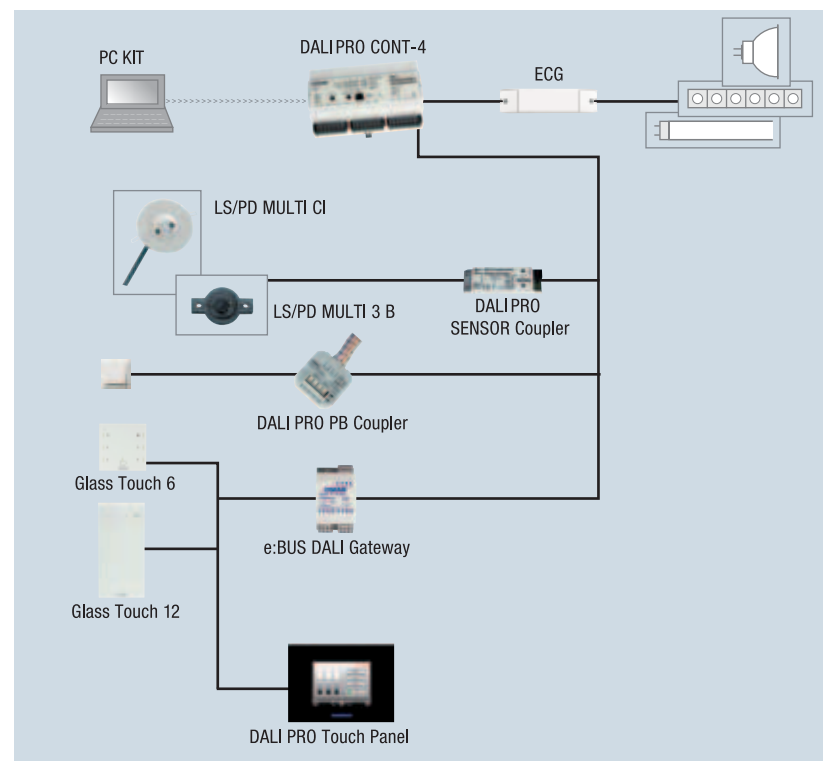 DALI PRO CONT-4
PC KIT
ECG
LS/PD MULTI CI
LS/PD MULTI 3 B
DALI PRO
SENSOR Coupler
DALI PRO PB Coupler
Glass Touch 6
e:BUS DALI Gateway
Glass Touch 12
DALI PRO Touch Panel